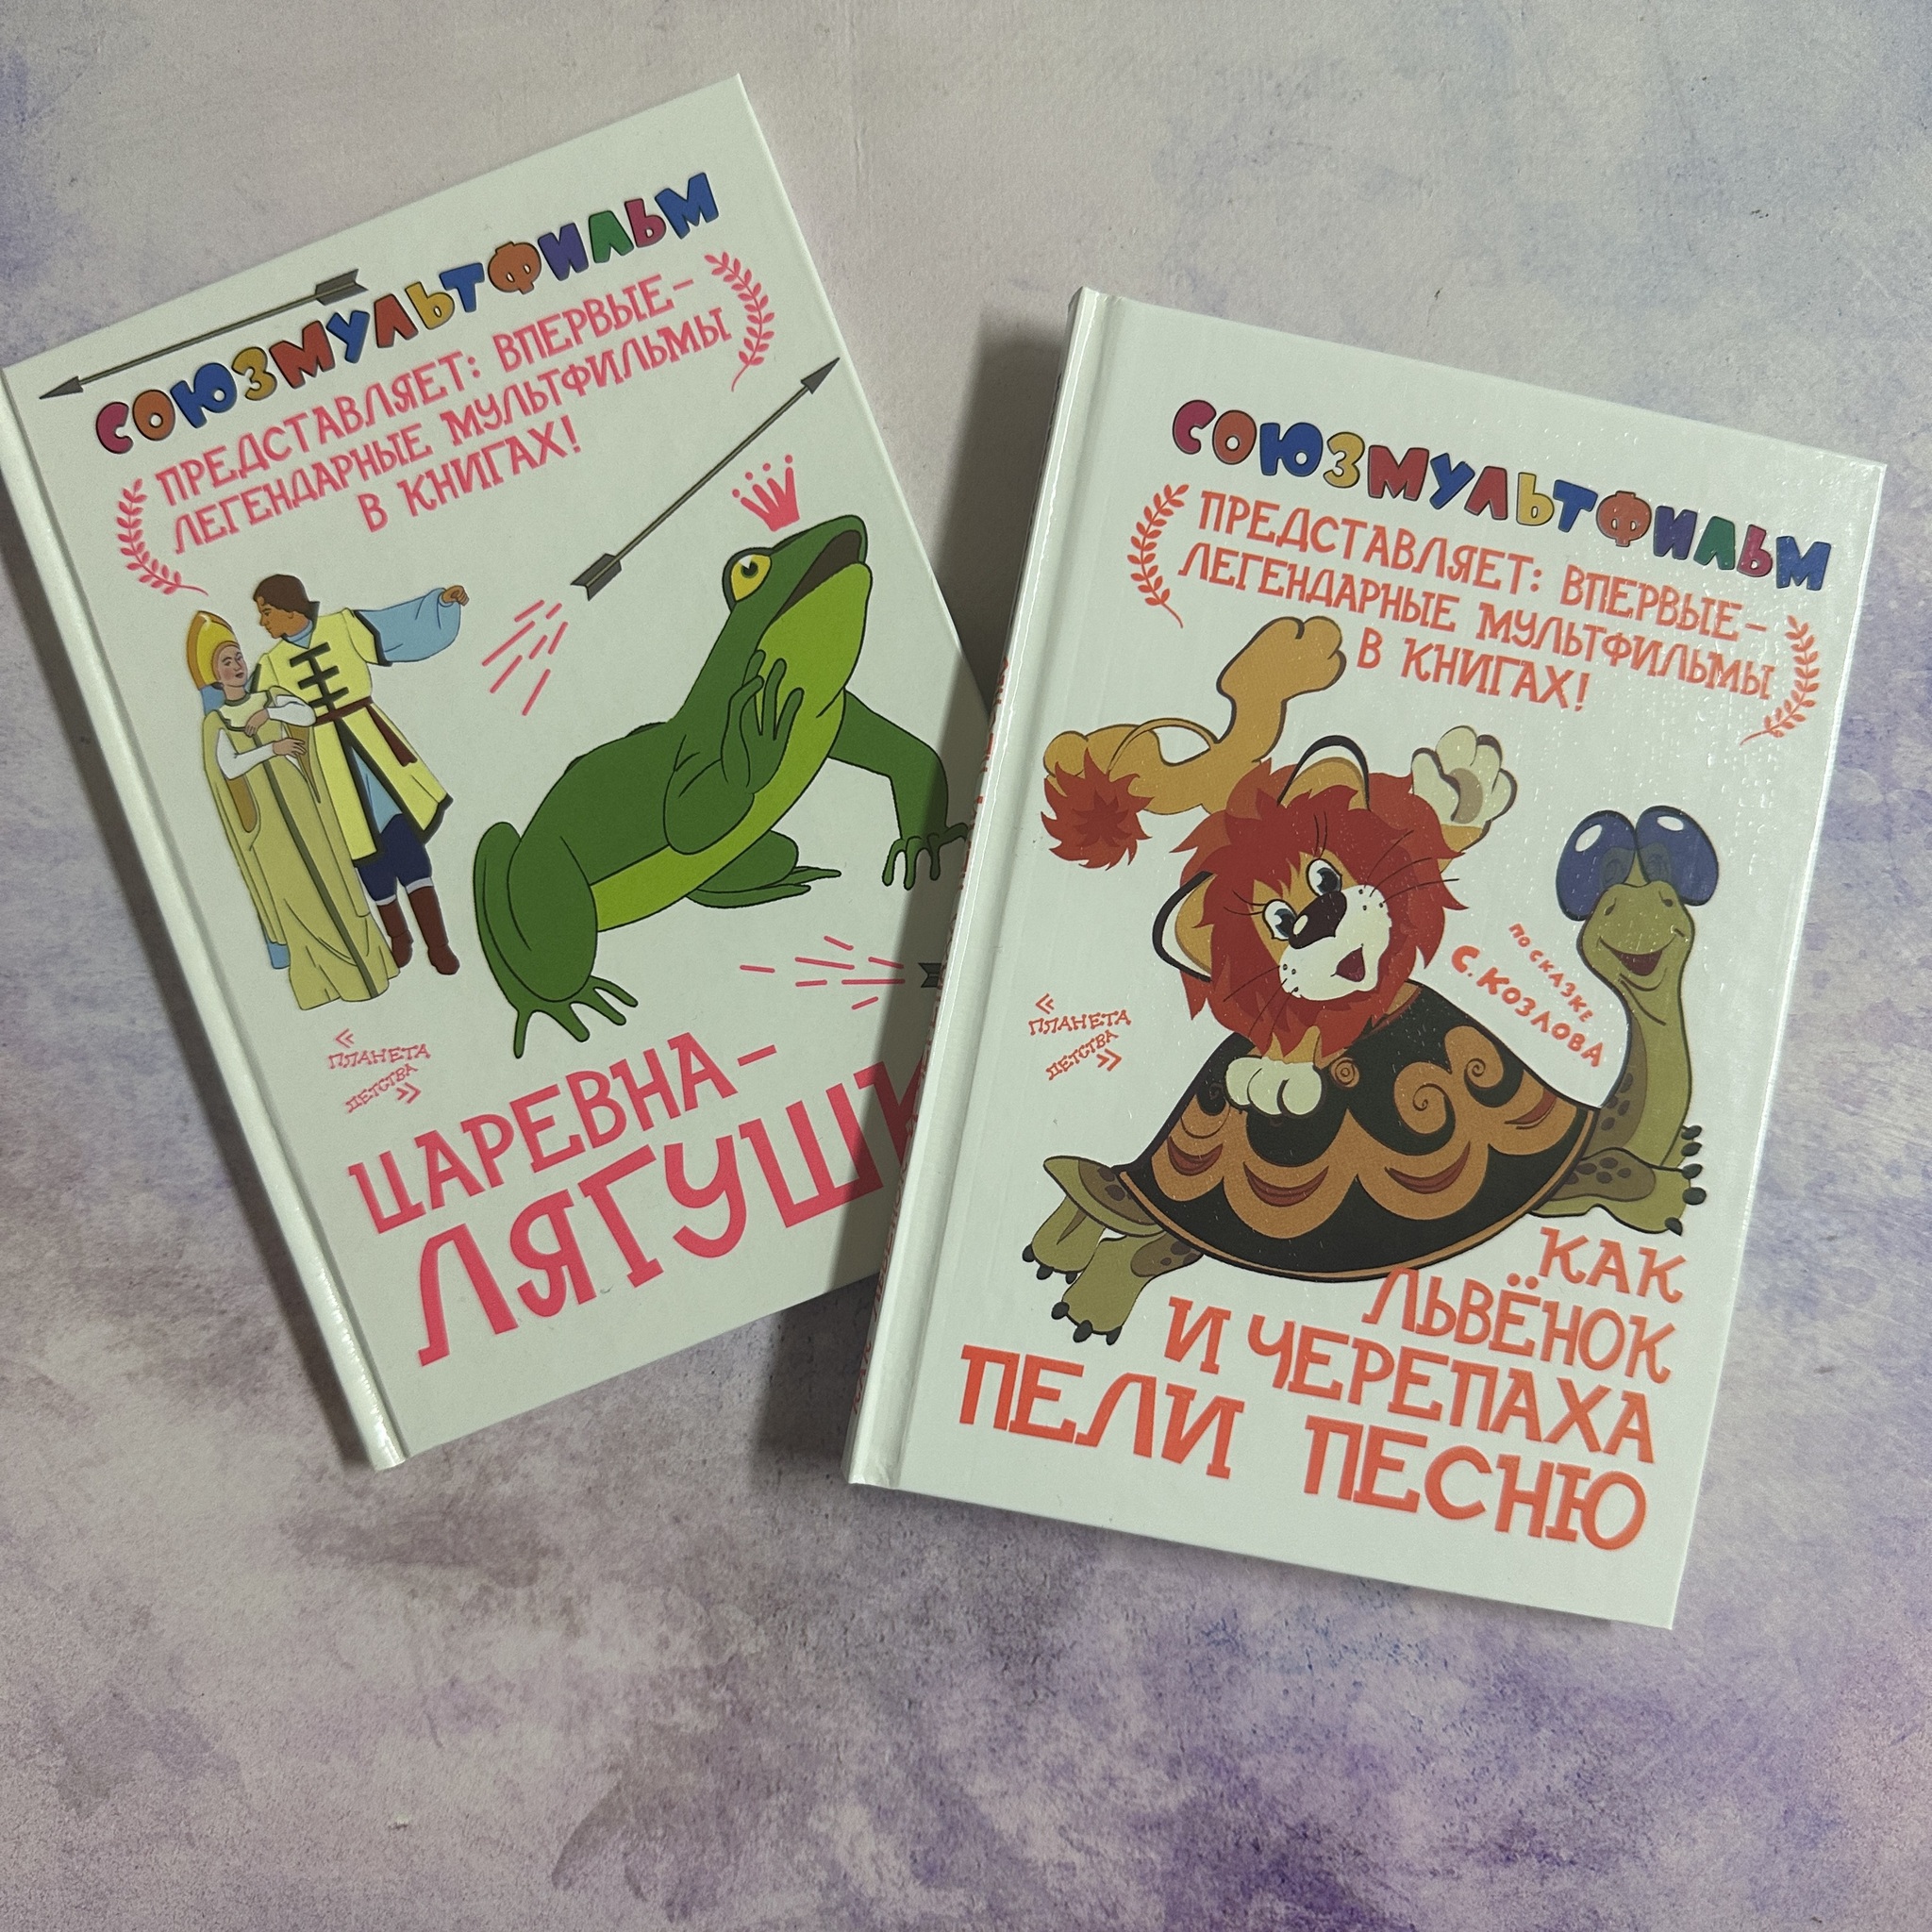 СОЮЗМУЛЬТФИЛЬМ
ПРЕДСТАВЛЯЕТ: ВПЕРВЫЕ–
ЛЕГЕНДАРНЫЕ МУЛЬТФИЛЬМЫ
В КНИГАХ!
«ПЛАНЕТА
ДЕТСТВА»
ЦАРЕВНА–
ЛЯГУШК
СОЮЗМУЛЬТФИЛЬМ
ПРЕДСТАВЛЯЕТ: ВПЕРВЫЕ–
ЛЕГЕНДАРНЫЕ МУЛЬТФИЛЬМЫ
В КНИГАХ!
ПО СКАЗКЕ
С. КОЗЛОВА
«ПЛАНЕТА
ДЕТСТВА»
КАК
ЛЬВЁНОК
И ЧЕРЕПАХА
ПЕЛИ ПЕСНЮ